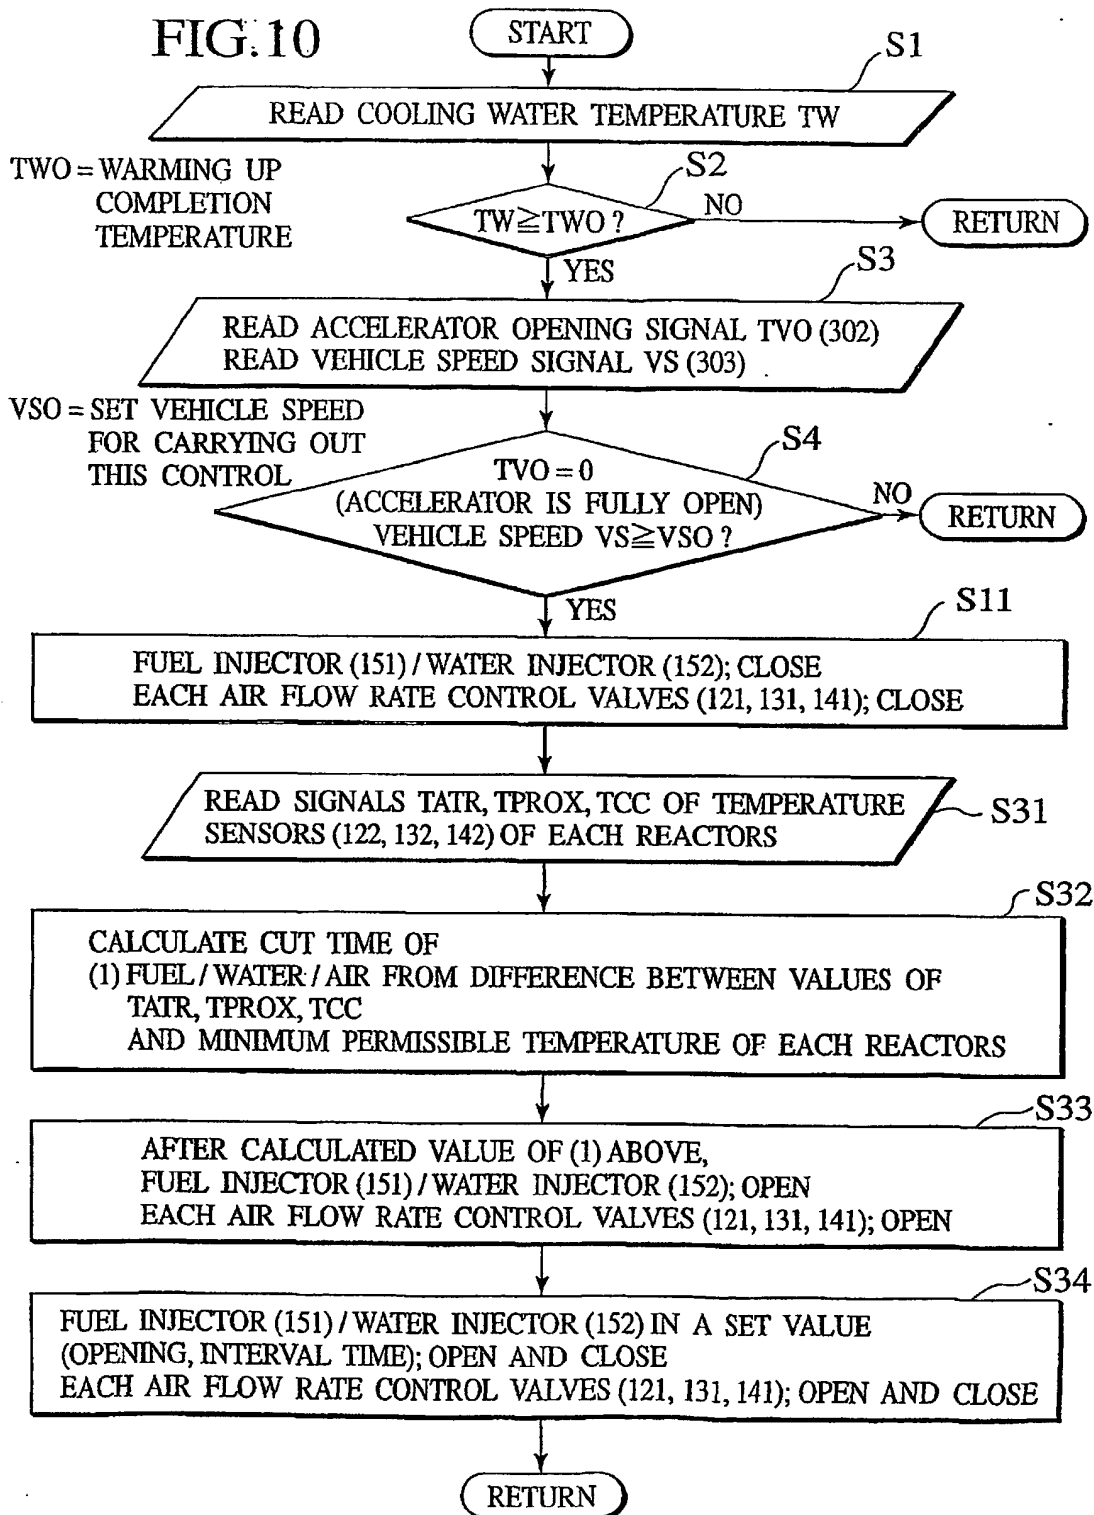 FIG.10
START
S1
READ COOLING WATER TEMPERATURE TW
TWO = WARMING UP
COMPLETION
TEMPERATURE
S2
TW≧TWO ?
NO
RETURN
YES
S3
READ ACCELERATOR OPENING SIGNAL TVO (302)
READ VEHICLE SPEED SIGNAL VS (303)
VSO = SET VEHICLE SPEED
FOR CARRYING OUT
THIS CONTROL
S4
TVO = 0
(ACCELERATOR IS FULLY OPEN)
VEHICLE SPEED VS≧VSO ?
NO
RETURN
YES
S11
FUEL INJECTOR (151) / WATER INJECTOR (152); CLOSE
EACH AIR FLOW RATE CONTROL VALVES (121, 131, 141); CLOSE
READ SIGNALS TATR, TPROX, TCC OF TEMPERATURE
SENSORS (122, 132, 142) OF EACH REACTORS
S31
S32
CALCULATE CUT TIME OF
(1) FUEL / WATER / AIR FROM DIFFERENCE BETWEEN VALUES OF
TATR, TPROX, TCC
AND MINIMUM PERMISSIBLE TEMPERATURE OF EACH REACTORS
S33
AFTER CALCULATED VALUE OF (1) ABOVE,
FUEL INJECTOR (151) / WATER INJECTOR (152); OPEN
EACH AIR FLOW RATE CONTROL VALVES (121, 131, 141); OPEN
S34
FUEL INJECTOR (151) / WATER INJECTOR (152) IN A SET VALUE
(OPENING, INTERVAL TIME); OPEN AND CLOSE
EACH AIR FLOW RATE CONTROL VALVES (121, 131, 141); OPEN AND CLOSE
RETURN